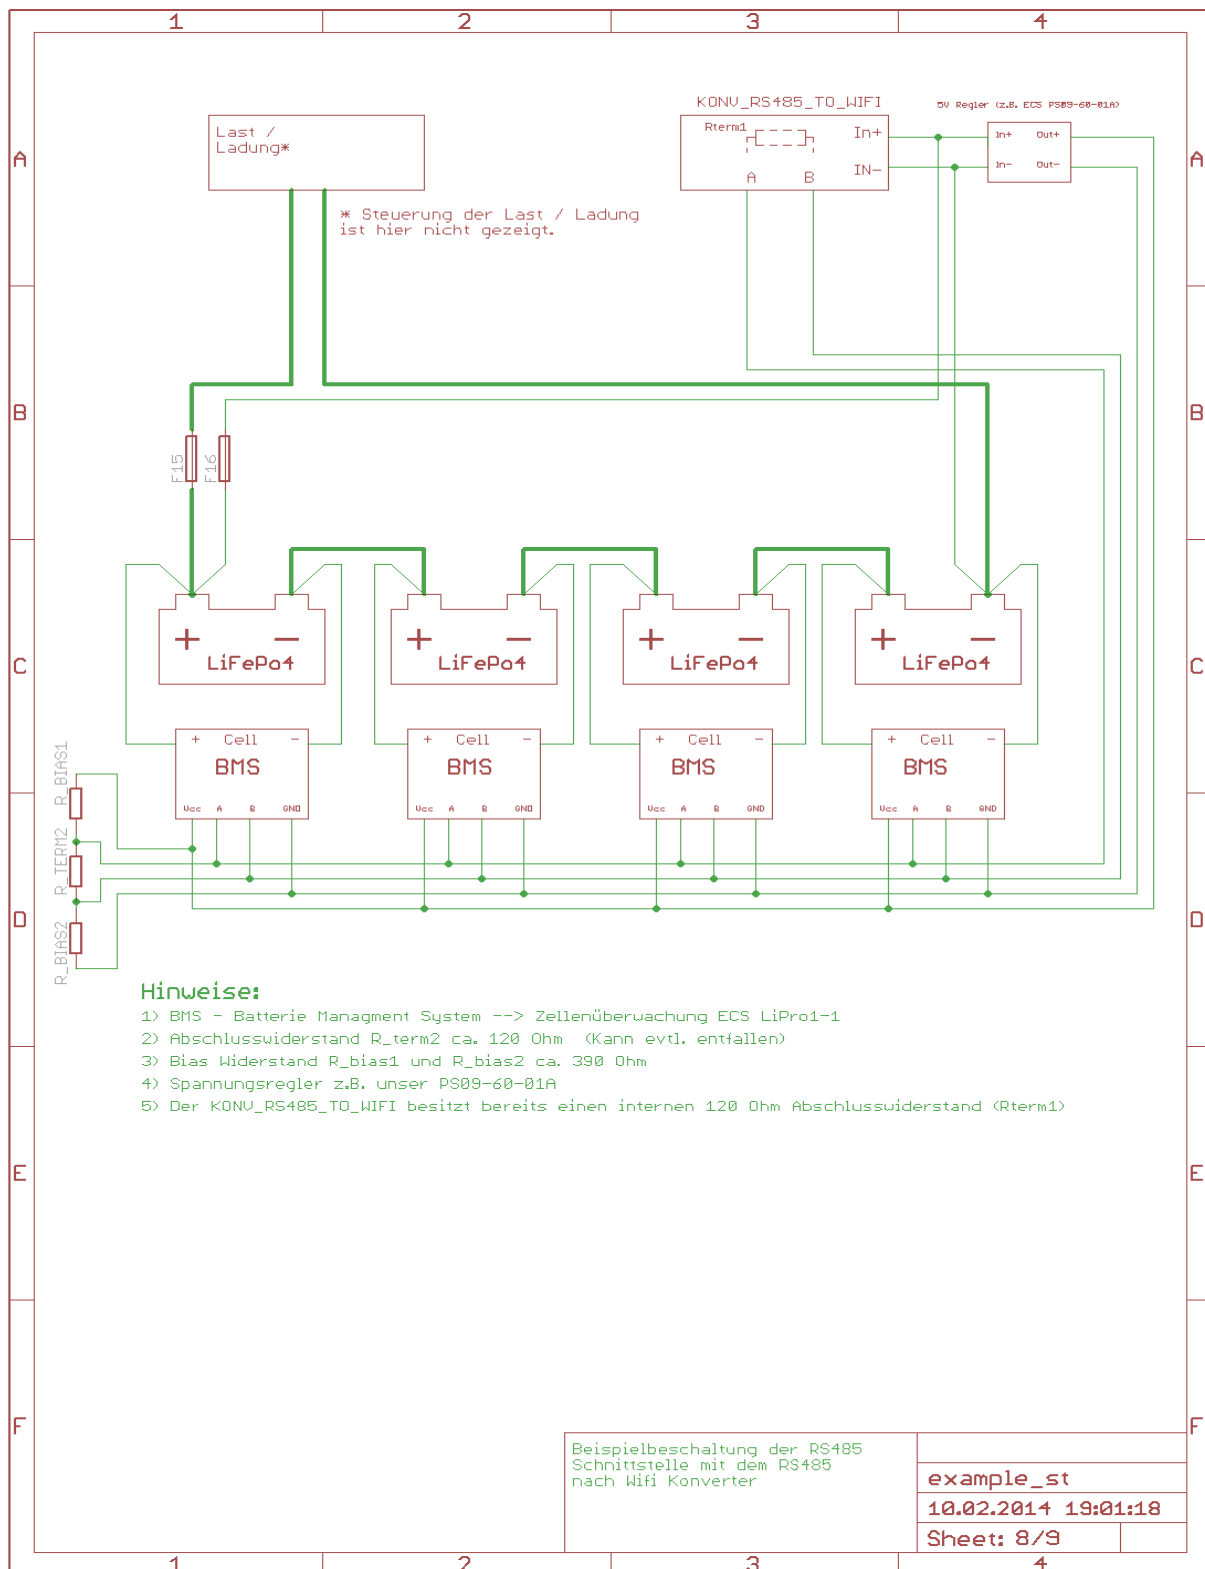 1 2 3 4
KONV_RS485_TO_WIFI
5V Regler (z.B. ECS PS09-60-01A)
Last /
Ladung*
Rterm1
In+
IN-
A B
In+ Out+
In- Out-
A A
* Steuerung der Last / Ladung
ist hier nicht gezeigt.
B B
F15 F16
+ - + - + - + -
LiFePo4 LiFePo4 LiFePo4 LiFePo4
C C
+ Cell - + Cell - + Cell - + Cell -
BMS BMS BMS BMS
Vcc A B GND Vcc A B GND Vcc A B GND Vcc A B GND
R_BIAS1
R_TERM2
R_BIAS2
D D
Hinweise:
1) BMS - Batterie Managment System --> Zellenüberwachung ECS LiPro1-1
2) Abschlusswiderstand R_term2 ca. 120 Ohm (Kann evtl. entfallen)
3) Bias Widerstand R_bias1 und R_bias2 ca. 390 Ohm
4) Spannungsregler z.B. unser PS09-60-01A
5) Der KONV_RS485_TO_WIFI besitzt bereits einen internen 120 Ohm Abschlusswiderstand (Rterm1)
E E
F F
Beispielbeschaltung der RS485
Schnittstelle mit dem RS485
nach Wifi Konverter
example_st
10.02.2014 19:01:18
Sheet: 8/9
1 2 3 4